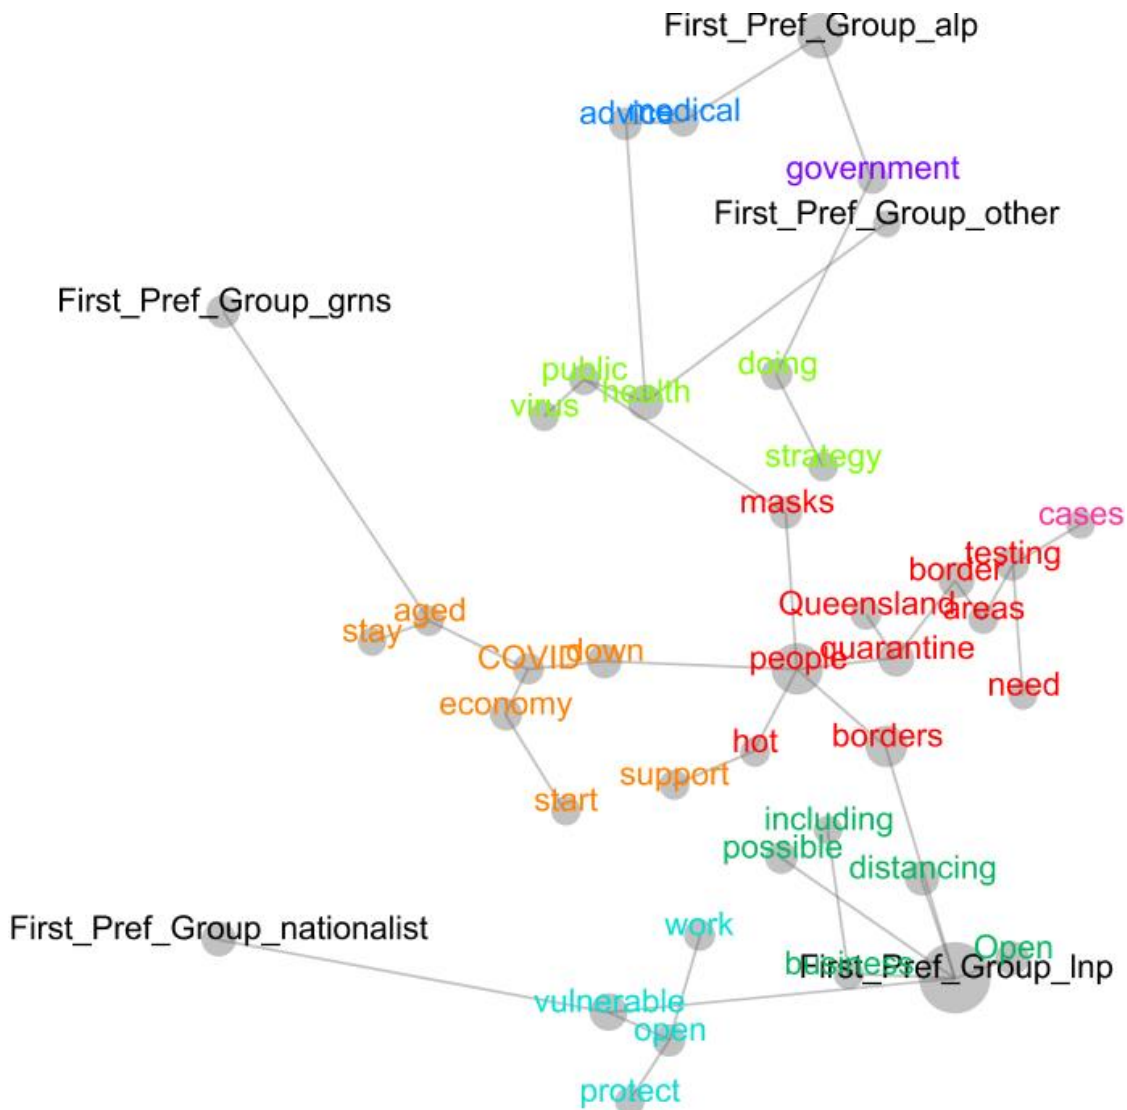 First_Pref_Group_alp
advice
medical
government
First_Pref_Group_other
First_Pref_Group_grns
public
doing
health
virus
strategy
masks
cases
testing
border
Queensland
areas
aged
stay
COVID
down
people
quarantine
need
economy
hot
borders
support
start
including
possible
distancing
First_Pref_Group_nationalist
work
Open
business
First_Pref_Group_lnp
vulnerable
open
protect